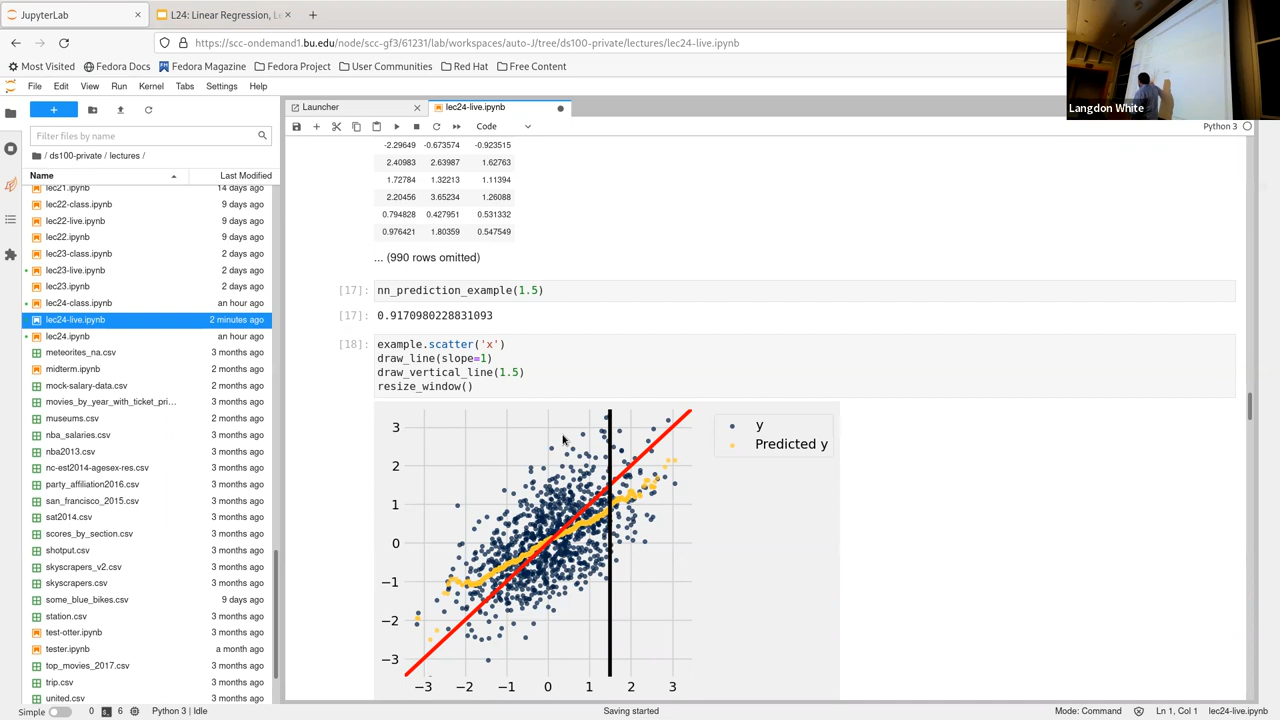 JupyterLab
L24: Linear Regression, Le
https://scc-ondemand1.bu.edu/node/scc-gf3/61231/lab/workspaces/auto-J/tree/ds100-private/lectures/lec24-live.ipynb
Most Visited
Fedora Docs
Fedora Magazine
Fedora Project
User Communities
Red Hat
Free Content
Langdon White
File Edit View Run Kernel Tabs Settings Help
Launcher
lec24-live.ipynb
Code
Python 3
Filter files by name
/ ds100-private / lectures /
Name Last Modified
lec21.ipynb 14 days ago
lec22-class.ipynb 9 days ago
lec22-live.ipynb 9 days ago
lec22.ipynb 9 days ago
lec23-class.ipynb 2 days ago
lec23-live.ipynb 2 days ago
lec23.ipynb 2 days ago
lec24-class.ipynb an hour ago
lec24-live.ipynb 2 minutes ago
lec24.ipynb an hour ago
meteorites_na.csv 3 months ago
midterm.ipynb 2 months ago
mock-salary-data.csv 2 months ago
movies_by_year_with_ticket_pri... 3 months ago
museums.csv 2 months ago
nba_salaries.csv 3 months ago
nba2013.csv 3 months ago
nc-est2014-agesex-res.csv 3 months ago
party_affiliation2016.csv 3 months ago
san_francisco_2015.csv 3 months ago
sat2014.csv 3 months ago
scores_by_section.csv 3 months ago
shotput.csv 3 months ago
skyscrapers_v2.csv 3 months ago
skyscrapers.csv 3 months ago
some_blue_bikes.csv 9 days ago
station.csv 3 months ago
test-otter.ipynb 3 months ago
tester.ipynb a month ago
top_movies_2017.csv 3 months ago
trip.csv 3 months ago
united.csv 3 months ago
-2.29649 -0.673574 -0.923515
2.40983 2.63987 1.62763
1.72784 1.32213 1.11394
2.20456 3.65234 1.26088
0.794828 0.427951 0.531332
0.976421 1.80359 0.547549
... (990 rows omitted)
[17]: nn_prediction_example(1.5)
[17]: 0.9170980228831093
[18]: example.scatter('x')
draw_line(slope=1)
draw_vertical_line(1.5)
resize_window()
3
2
1
0
−1
−2
−3
−3 −2 −1 0 1 2 3
y
Predicted y
Simple 0 6 Python 3 | Idle Saving started Mode: Command Ln 1, Col 1 lec24-live.ipynb